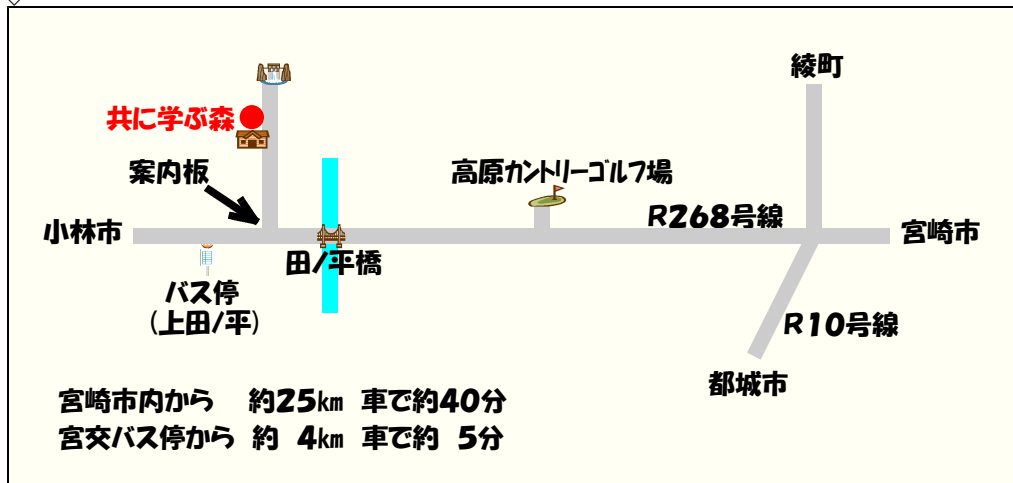 綾町
共に学ぶ森
案内板
高原カントリーゴルフ場
R268号線
小林市
宮崎市
田ノ平橋
バス停
(上田ノ平)
R10号線
都城市
宮崎市内から 約25km 車で約40分
宮交バス停から 約 4km 車で約 5分